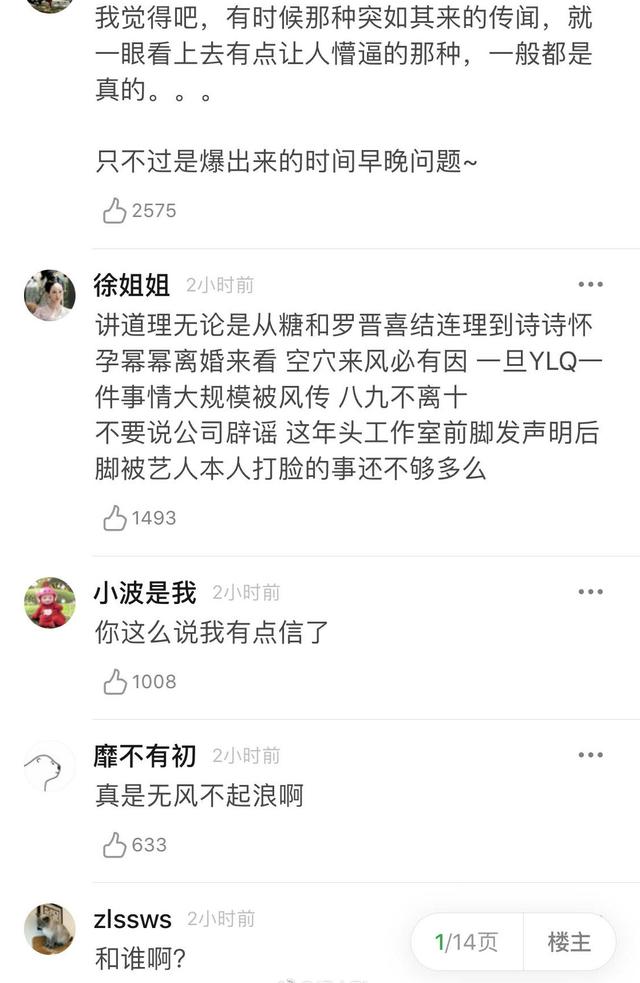 我觉得吧，有时候那种突如其来的传闻，就
一眼看上去有点让人懵逼的那种，一般都是
真的。。。
只不过是爆出来的时间早晚问题~
2575
徐姐姐 2小时前
讲道理无论是从糖和罗晋喜结连理到诗诗怀
孕幂幂离婚来看 空穴来风必有因 一旦YLQ一
件事情大规模被风传 八九不离十
不要说公司辟谣 这年头工作室前脚发声明后
脚被艺人本人打脸的事还不够多么
1493
小波是我 2小时前
你这么说我有点信了
1008
靡不有初 2小时前
真是无风不起浪啊
633
zlssws 2小时前
和谁啊?
1/14页 楼主